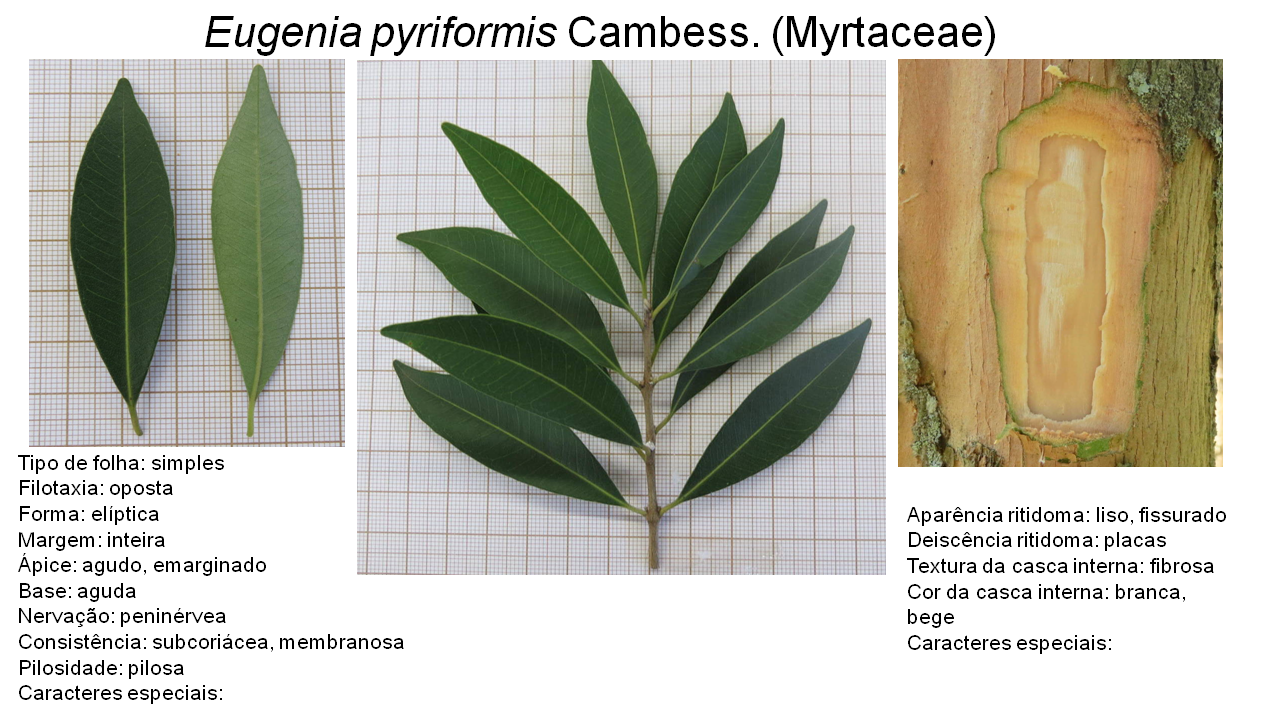 Eugenia pyriformis Cambess. (Myrtaceae)
Tipo de folha: simples
Filotaxia: oposta
Forma: elíptica
Margem: inteira
Ápice: agudo, emarginado
Base: aguda
Nervação: peninérvea
Consistência: subcoriácea, membranosa
Pilosidade: pilosa
Caracteres especiais:
Aparência ritidoma: liso, fissurado
Deiscência ritidoma: placas
Textura da casca interna: fibrosa
Cor da casca interna: branca,
bege
Caracteres especiais: